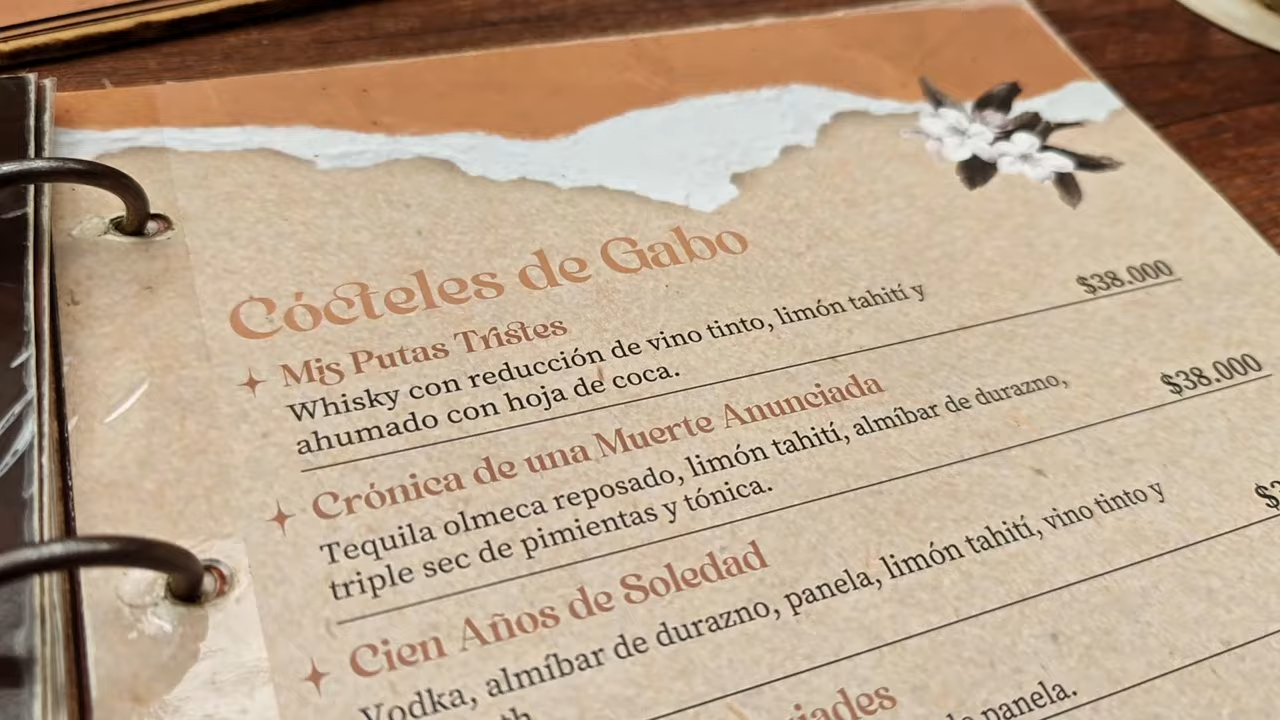 Cócteles de Gabo
Mis Putas Tristes
Whisky con reducción de vino tinto, limón tahití y
ahumado con hoja de coca.
$38.000
Crónica de una Muerte Anunciada
Tequila olmeca reposado, limón tahití, almíbar de durazno,
triple sec de pimientas y tónica.
$38.000
Cien Años de Soledad
Vodka, almíbar de durazno, panela, limón tahití, vino tinto y
panela.